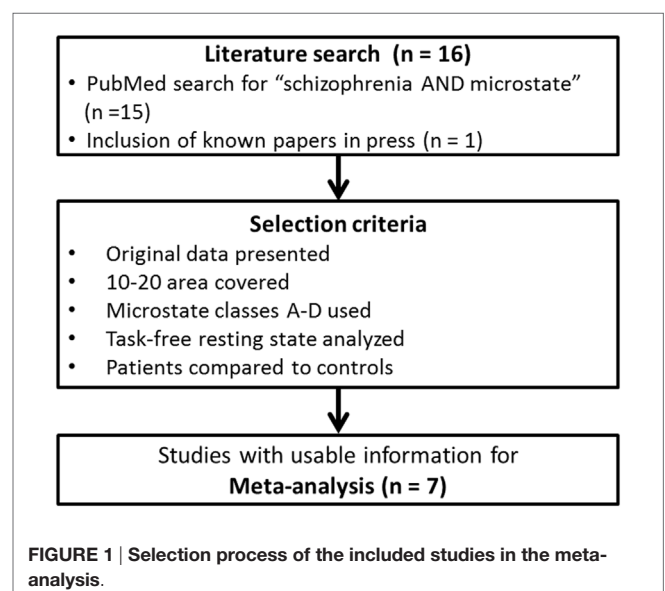 Literature search (n = 16)
• PubMed search for “schizophrenia AND microstate”
(n =15)
• Inclusion of known papers in press (n = 1)
Selection criteria
• Original data presented
• 10-20 area covered
• Microstate classes A-D used
• Task-free resting state analyzed
• Patients compared to controls
Studies with usable information for
Meta-analysis (n = 7)
FIGURE 1 | Selection process of the included studies in the meta-
analysis.